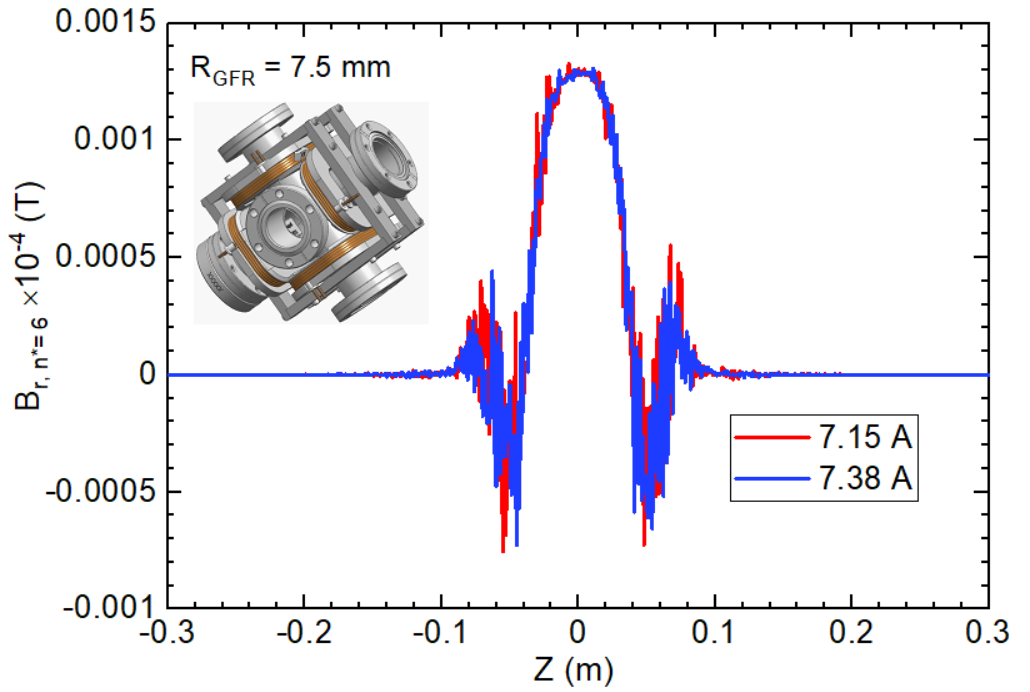 0.0015
0.001
0.0005
0
-0.0005
-0.001
B_r, n*= 6 ×10^-4 (T)
R_GFR = 7.5 mm
7.15 A
7.38 A
-0.3 -0.2 -0.1 0 0.1 0.2 0.3
Z (m)